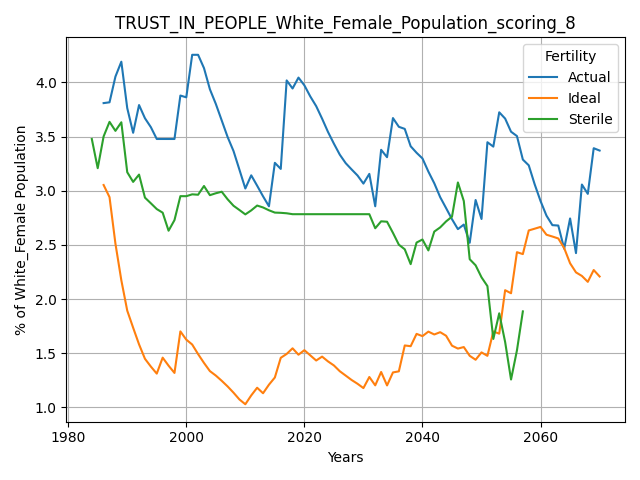 TRUST_IN_PEOPLE_White_Female_Population_scoring_8
Fertility
Actual
Ideal
Sterile
% of White_Female Population
4.0
3.5
3.0
2.5
2.0
1.5
1.0
1980
2000
2020
2040
2060
Years